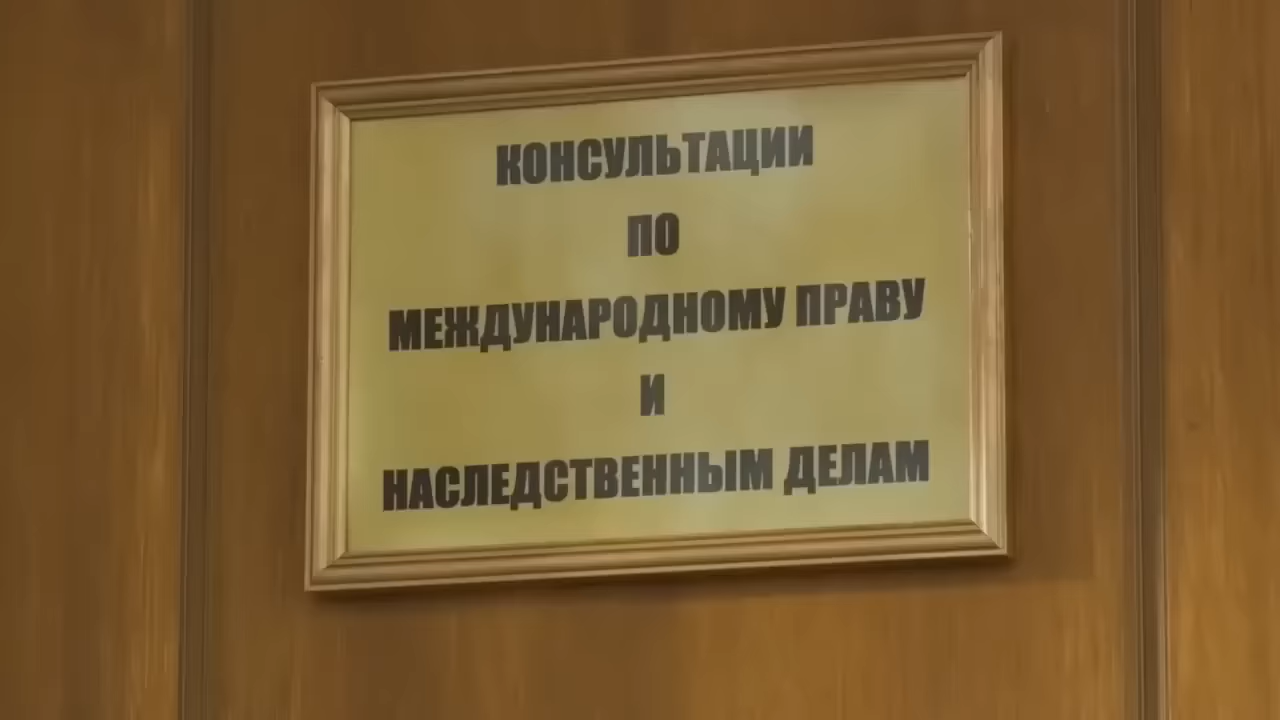 КОНСУЛЬТАЦИИ
ПО
МЕЖДУНАРОДНОМУ ПРАВУ
И
НАСЛЕДСТВЕННЫМ ДЕЛАМ